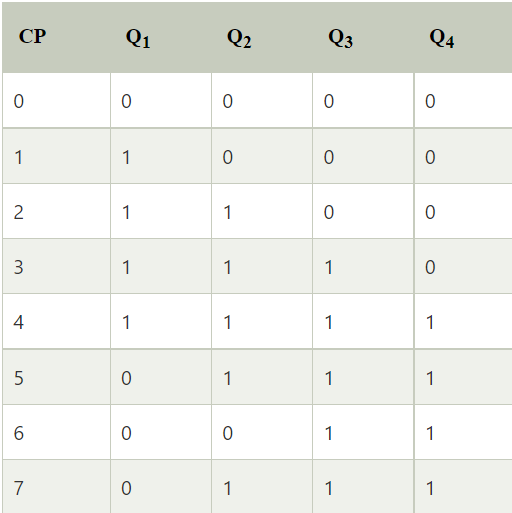 CP Q₁ Q₂ Q₃ Q₄
0 0 0 0 0
1 1 0 0 0
2 1 1 0 0
3 1 1 1 0
4 1 1 1 1
5 0 1 1 1
6 0 0 1 1
7 0 1 1 1